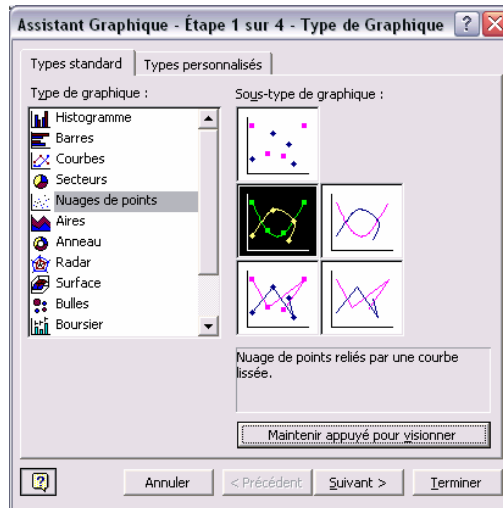 Assistant Graphique - Étape 1 sur 4 - Type de Graphique
Types standard
Types personnalisés
Type de graphique :
Histogramme
Barres
Courbes
Secteurs
Nuages de points
Aires
Anneau
Radar
Surface
Bulles
Boursier
Sous-type de graphique :
Nuage de points reliés par une courbe
lissée.
Maintenir appuyé pour visionner
Annuler
< Précédent
Suivant >
Terminer